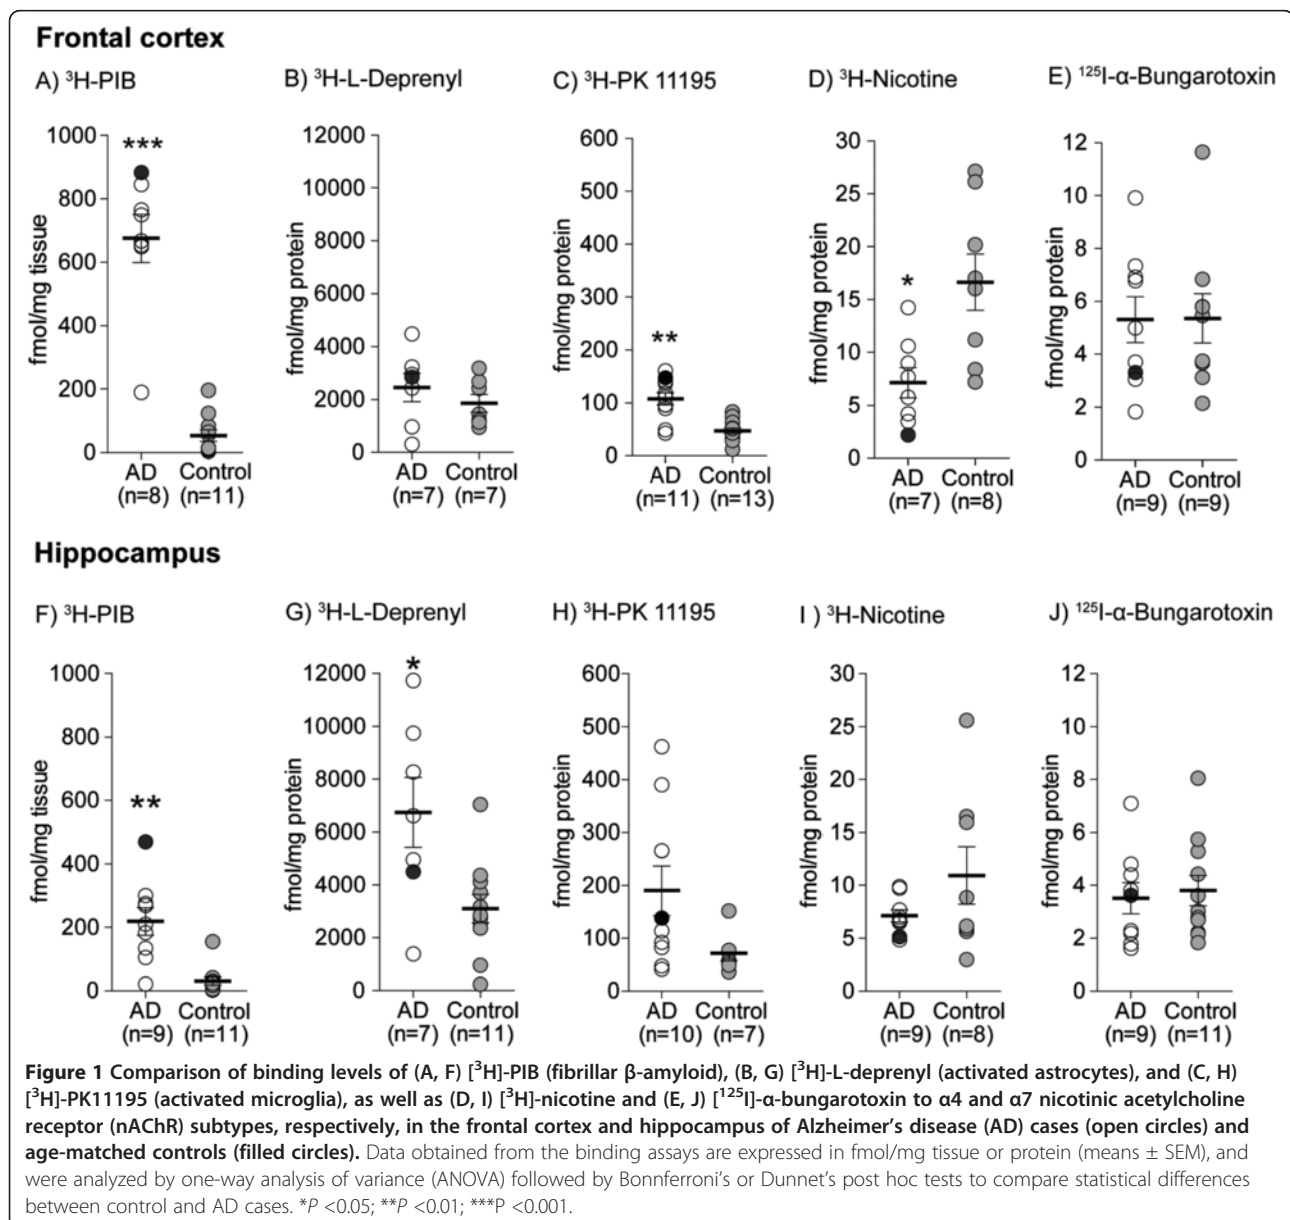 Frontal cortex
A) ³H-PIB
B) ³H-L-Deprenyl
C) ³H-PK 11195
D) ³H-Nicotine
E) ¹²⁵I-α-Bungarotoxin
fmol/mg tissue
1000
800
600
400
200
0
***
AD
(n=8)
Control
(n=11)
fmol/mg protein
12000
10000
8000
6000
4000
2000
0
AD
(n=7)
Control
(n=7)
fmol/mg protein
600
500
400
300
200
100
0
**
AD
(n=11)
Control
(n=13)
fmol/mg protein
30
25
20
15
10
5
0
*
AD
(n=7)
Control
(n=8)
fmol/mg protein
12
10
8
6
4
2
0
AD
(n=9)
Control
(n=9)
Hippocampus
F) ³H-PIB
G) ³H-L-Deprenyl
H) ³H-PK 11195
I ) ³H-Nicotine
J) ¹²⁵I-α-Bungarotoxin
fmol/mg tissue
1000
800
600
400
200
0
**
AD
(n=9)
Control
(n=11)
fmol/mg protein
12000
10000
8000
6000
4000
2000
0
*
AD
(n=7)
Control
(n=11)
fmol/mg protein
600
500
400
300
200
100
0
AD
(n=10)
Control
(n=7)
fmol/mg protein
30
25
20
15
10
5
0
AD
(n=9)
Control
(n=8)
fmol/mg protein
12
10
8
6
4
2
0
AD
(n=9)
Control
(n=11)
Figure 1 Comparison of binding levels of (A, F) [³H]-PIB (fibrillar β-amyloid), (B, G) [³H]-L-deprenyl (activated astrocytes), and (C, H)
[³H]-PK11195 (activated microglia), as well as (D, I) [³H]-nicotine and (E, J) [¹²⁵I]-α-bungarotoxin to α4 and α7 nicotinic acetylcholine
receptor (nAChR) subtypes, respectively, in the frontal cortex and hippocampus of Alzheimer's disease (AD) cases (open circles) and
age-matched controls (filled circles). Data obtained from the binding assays are expressed in fmol/mg tissue or protein (means ± SEM), and
were analyzed by one-way analysis of variance (ANOVA) followed by Bonnferroni's or Dunnet's post hoc tests to compare statistical differences
between control and AD cases. *P <0.05; **P <0.01; ***P <0.001.